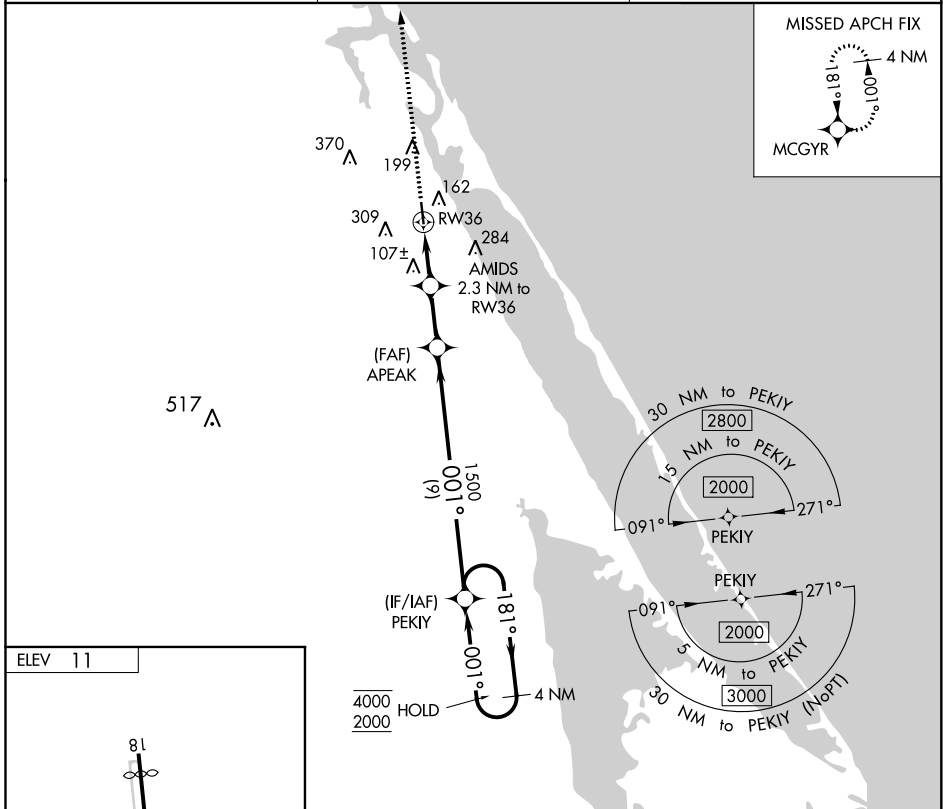 MISSED APCH FIX
4 NM
181°
001°
MCGYR
370
199
162
RW36
309
284
107±
AMIDS
2.3 NM to
RW36
(FAF)
APEAK
517
1500
001°
(9)
30 NM to PEKIY
2800
15 NM to PEKIY
2000
091°
271°
PEKIY
PEKIY
091°
271°
2000
5 NM to PEKIY
3000
30 NM to PEKIY (NoPT)
(IF/IAF)
PEKIY
181°
001°
4000
2000
HOLD
4 NM
ELEV 11
18